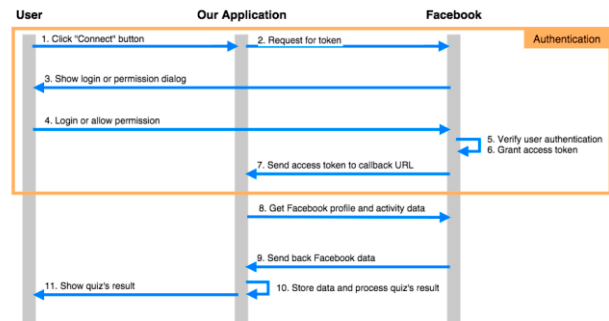 User
Our Application
Facebook
Authentication
1. Click "Connect" button
2. Request for token
3. Show login or permission dialog
4. Login or allow permission
5. Verify user authentication
6. Grant access token
7. Send access token to callback URL
8. Get Facebook profile and activity data
9. Send back Facebook data
10. Store data and process quiz's result
11. Show quiz's result